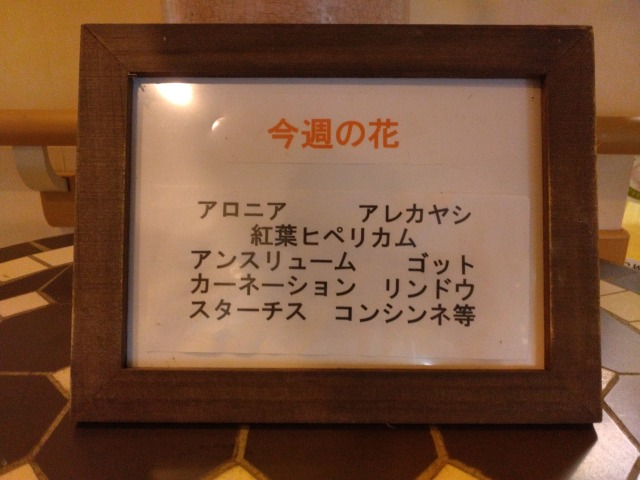 今週の花
アロニア　　　アレカヤシ
紅葉ヒペリカム
アンスリューム　　ゴット
カーネーション　リンドウ
スターチス　コンシンネ等